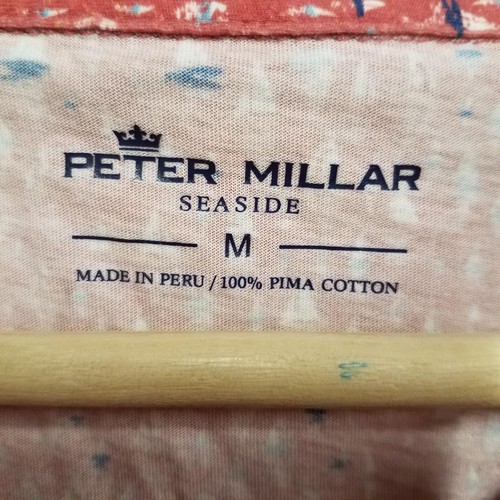 PETER MILLAR
SEASIDE
M
MADE IN PERU / 100% PIMA COTTON